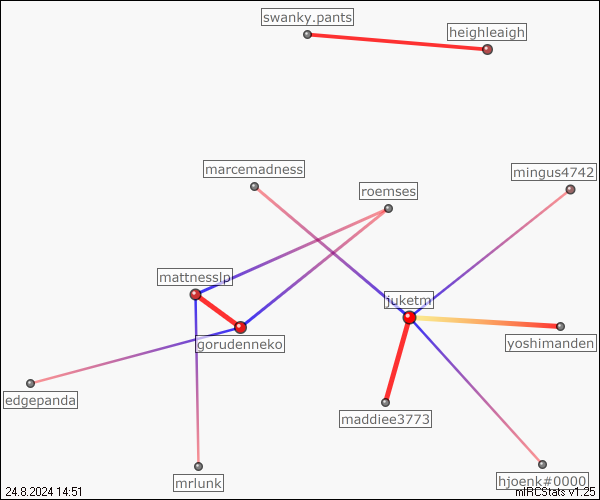 swanky.pants
heighleaigh
marcemadness
mingus4742
roemses
mattnesslp
juketm
gorudenneko
yoshimanden
edgepanda
maddiee3773
mrlunk
hjoenk#0000
24.8.2024 14:51
mIRCStats v1.25